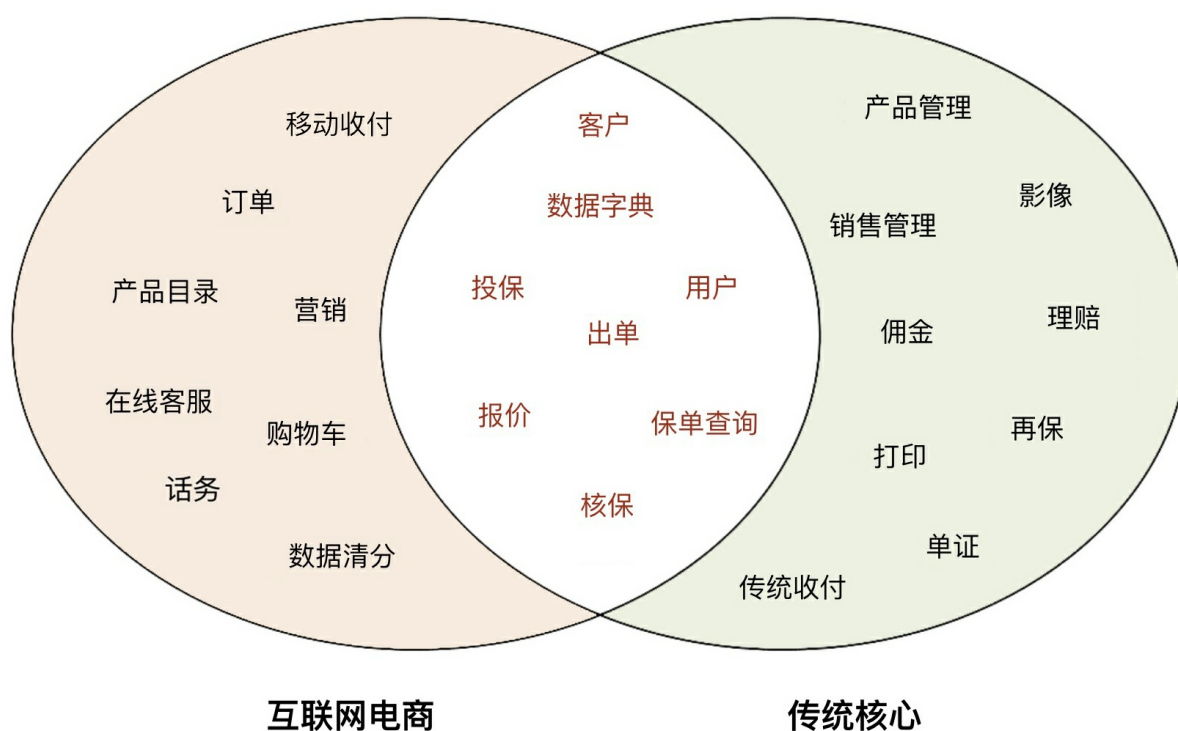 移动收付
订单
产品目录
营销
在线客服
购物车
话务
数据清分
客户
数据字典
投保
用户
出单
报价
保单查询
核保
产品管理
影像
销售管理
理赔
佣金
再保
打印
单证
传统收付
互联网电商
传统核心